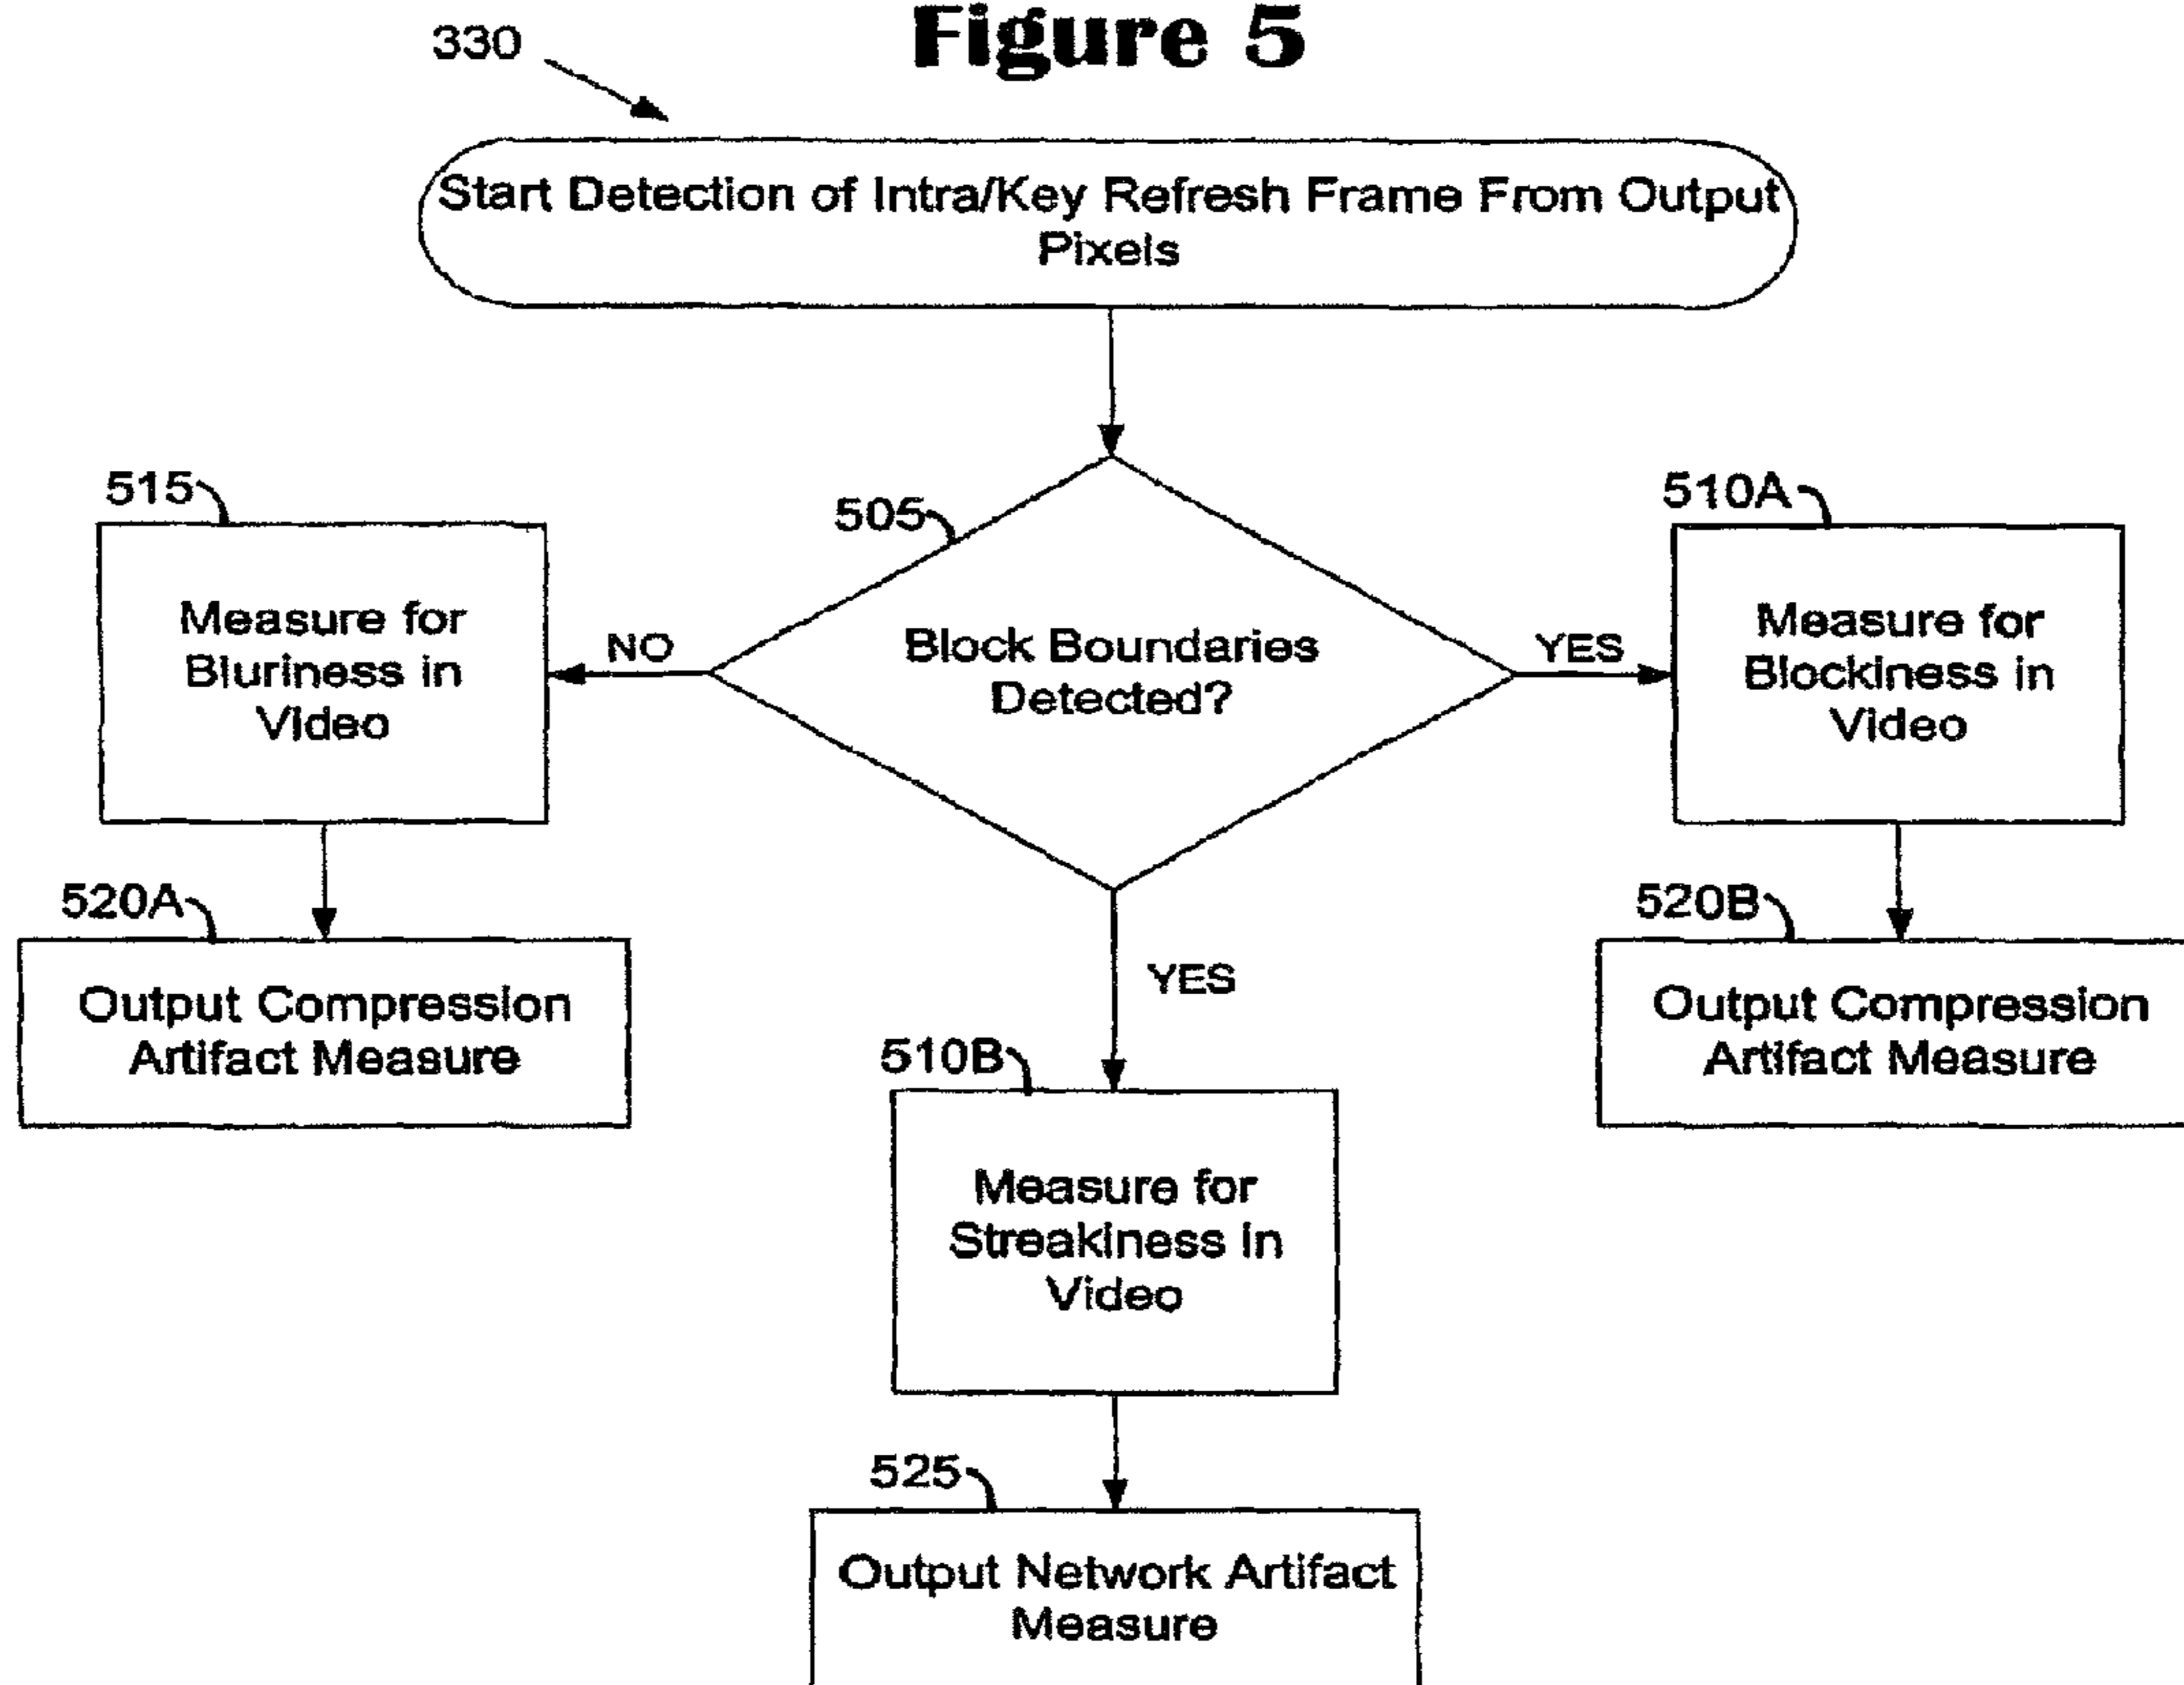 Figure 5
330
Start Detection of Intra/Key Refresh Frame From Output
Pixels
515
505
510A
Measure for
Bluriness in
Video
NO
Block Boundaries
Detected?
YES
Measure for
Blockiness in
Video
520A
520B
Output Compression
Artifact Measure
YES
Output Compression
Artifact Measure
510B
Measure for
Streakiness in
Video
525
Output Network Artifact
Measure